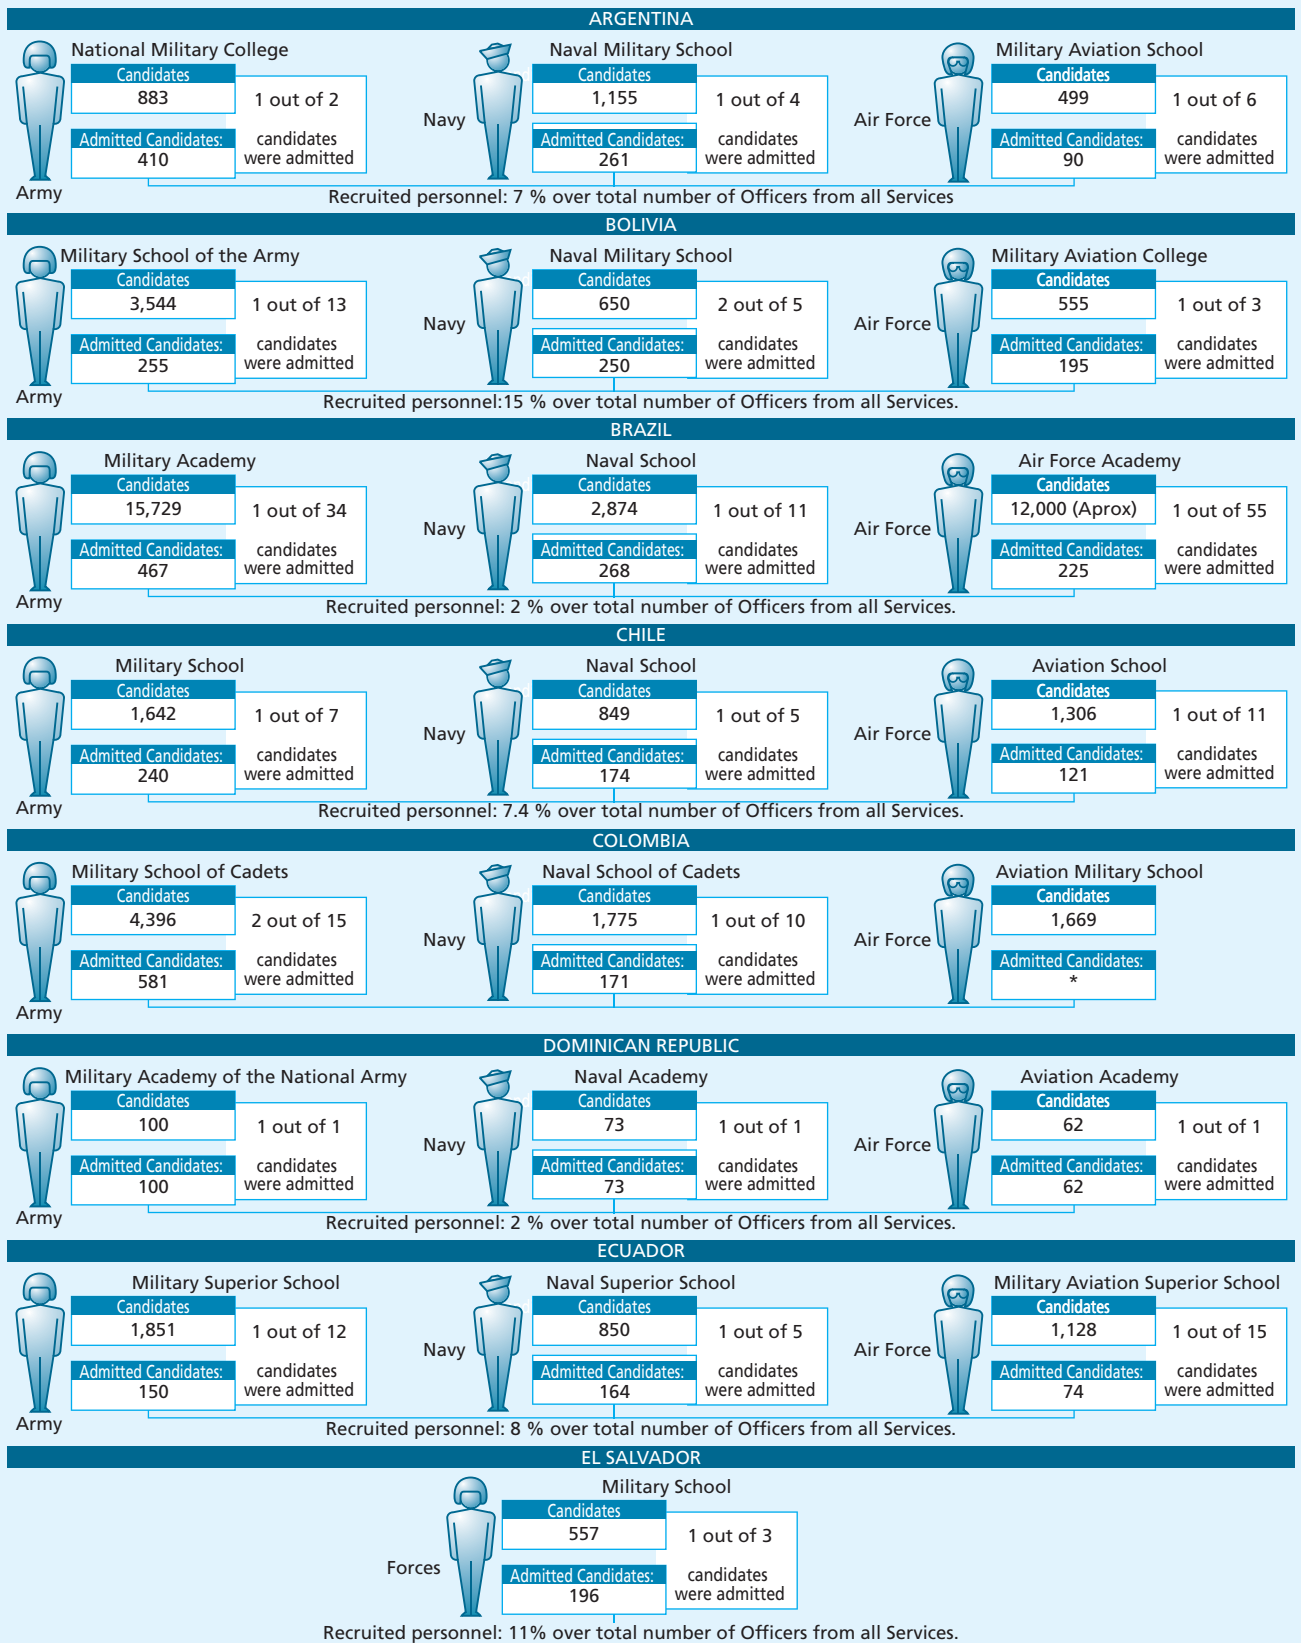 ARGENTINA
National Military College
Candidates
883
1 out of 2
Admitted Candidates:
410
candidates
were admitted
Army
Naval Military School
Candidates
1,155
1 out of 4
Navy
Admitted Candidates:
261
candidates
were admitted
Military Aviation School
Candidates
499
1 out of 6
Air Force
Admitted Candidates:
90
candidates
were admitted
Recruited personnel: 7 % over total number of Officers from all Services
BOLIVIA
Military School of the Army
Candidates
3,544
1 out of 13
Admitted Candidates:
255
candidates
were admitted
Army
Naval Military School
Candidates
650
2 out of 5
Navy
Admitted Candidates:
250
candidates
were admitted
Military Aviation College
Candidates
555
1 out of 3
Air Force
Admitted Candidates:
195
candidates
were admitted
Recruited personnel:15 % over total number of Officers from all Services.
BRAZIL
Military Academy
Candidates
15,729
1 out of 34
Admitted Candidates:
467
candidates
were admitted
Army
Naval School
Candidates
2,874
1 out of 11
Navy
Admitted Candidates:
268
candidates
were admitted
Air Force Academy
Candidates
12,000 (Aprox)
1 out of 55
Air Force
Admitted Candidates:
225
candidates
were admitted
Recruited personnel: 2 % over total number of Officers from all Services.
CHILE
Military School
Candidates
1,642
1 out of 7
Admitted Candidates:
240
candidates
were admitted
Army
Naval School
Candidates
849
1 out of 5
Navy
Admitted Candidates:
174
candidates
were admitted
Aviation School
Candidates
1,306
1 out of 11
Air Force
Admitted Candidates:
121
candidates
were admitted
Recruited personnel: 7.4 % over total number of Officers from all Services.
COLOMBIA
Military School of Cadets
Candidates
4,396
2 out of 15
Admitted Candidates:
581
candidates
were admitted
Army
Naval School of Cadets
Candidates
1,775
1 out of 10
Navy
Admitted Candidates:
171
candidates
were admitted
Aviation Military School
Candidates
1,669
Air Force
Admitted Candidates:
*
DOMINICAN REPUBLIC
Military Academy of the National Army
Candidates
100
1 out of 1
Admitted Candidates:
100
candidates
were admitted
Army
Naval Academy
Candidates
73
1 out of 1
Navy
Admitted Candidates:
73
candidates
were admitted
Aviation Academy
Candidates
62
1 out of 1
Air Force
Admitted Candidates:
62
candidates
were admitted
Recruited personnel: 2 % over total number of Officers from all Services.
ECUADOR
Military Superior School
Candidates
1,851
1 out of 12
Admitted Candidates:
150
candidates
were admitted
Army
Naval Superior School
Candidates
850
1 out of 5
Navy
Admitted Candidates:
164
candidates
were admitted
Military Aviation Superior School
Candidates
1,128
1 out of 15
Air Force
Admitted Candidates:
74
candidates
were admitted
Recruited personnel: 8 % over total number of Officers from all Services.
EL SALVADOR
Military School
Candidates
557
1 out of 3
Forces
Admitted Candidates:
196
candidates
were admitted
Recruited personnel: 11% over total number of Officers from all Services.